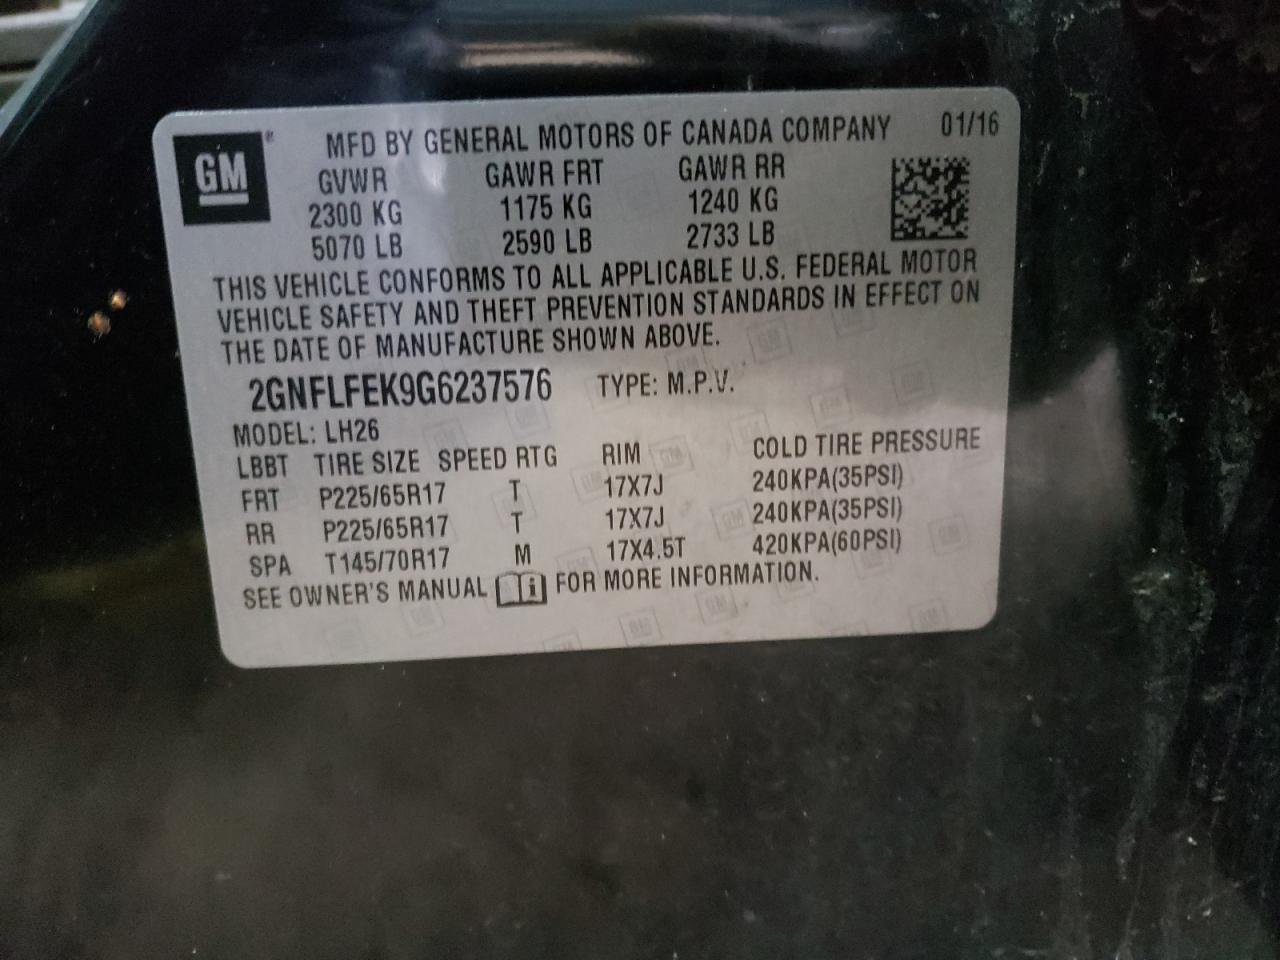 GM ® MFD BY GENERAL MOTORS OF CANADA COMPANY 01/16
GVWR GAWR FRT GAWR RR
2300 KG 1175 KG 1240 KG
5070 LB 2590 LB 2733 LB
THIS VEHICLE CONFORMS TO ALL APPLICABLE U.S. FEDERAL MOTOR
VEHICLE SAFETY AND THEFT PREVENTION STANDARDS IN EFFECT ON
THE DATE OF MANUFACTURE SHOWN ABOVE.
2GNFLFEK9G6237576 TYPE: M.P.V.
MODEL: LH26
LBBT TIRE SIZE SPEED RTG RIM COLD TIRE PRESSURE
FRT P225/65R17 T 17X7J 240KPA(35PSI)
RR P225/65R17 T 17X7J 240KPA(35PSI)
SPA T145/70R17 M 17X4.5T 420KPA(60PSI)
SEE OWNER'S MANUAL i FOR MORE INFORMATION.